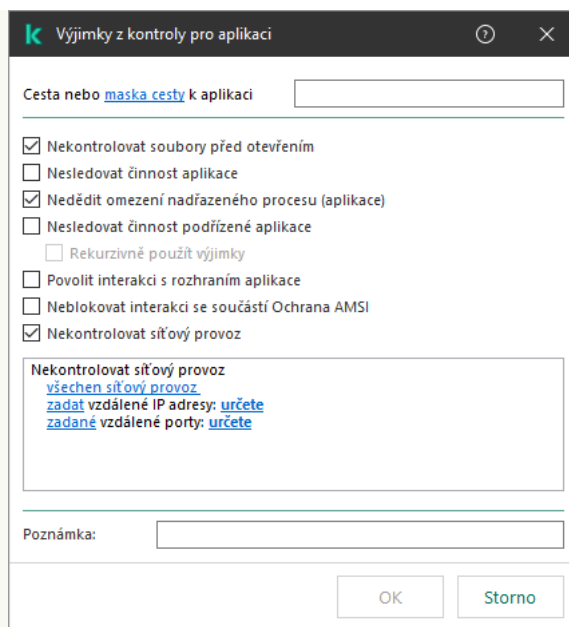 Výjimky z kontroly pro aplikaci
Cesta nebo maska cesty k aplikaci
Nekontrolovat soubory před otevřením
Nesledovat činnost aplikace
Nedědit omezení nadřazeného procesu (aplikace)
Nesledovat činnost podřízené aplikace
Rekurzivně použít výjimky
Povolit interakci s rozhraním aplikace
Neblokovat interakci se součástí Ochrana AMSI
Nekontrolovat síťový provoz
Nekontrolovat síťový provoz
všechen síťový provoz
zadat vzdálené IP adresy: určete
zadané vzdálené porty: určete
Poznámka:
OK Storno